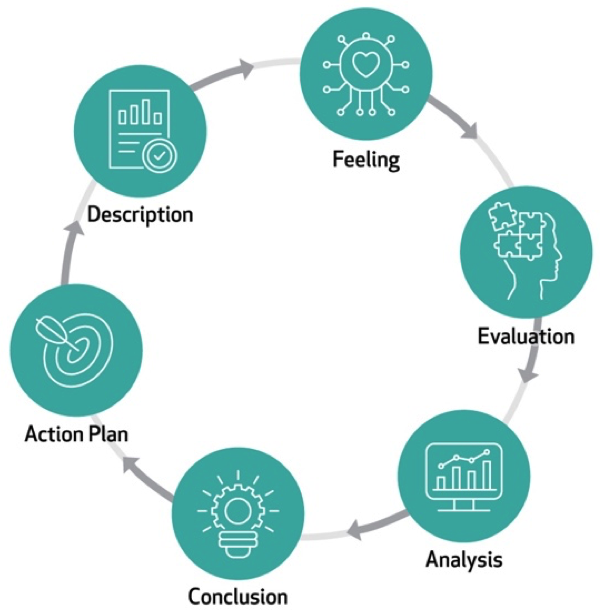 Feeling
Description
Evaluation
Action Plan
Analysis
Conclusion